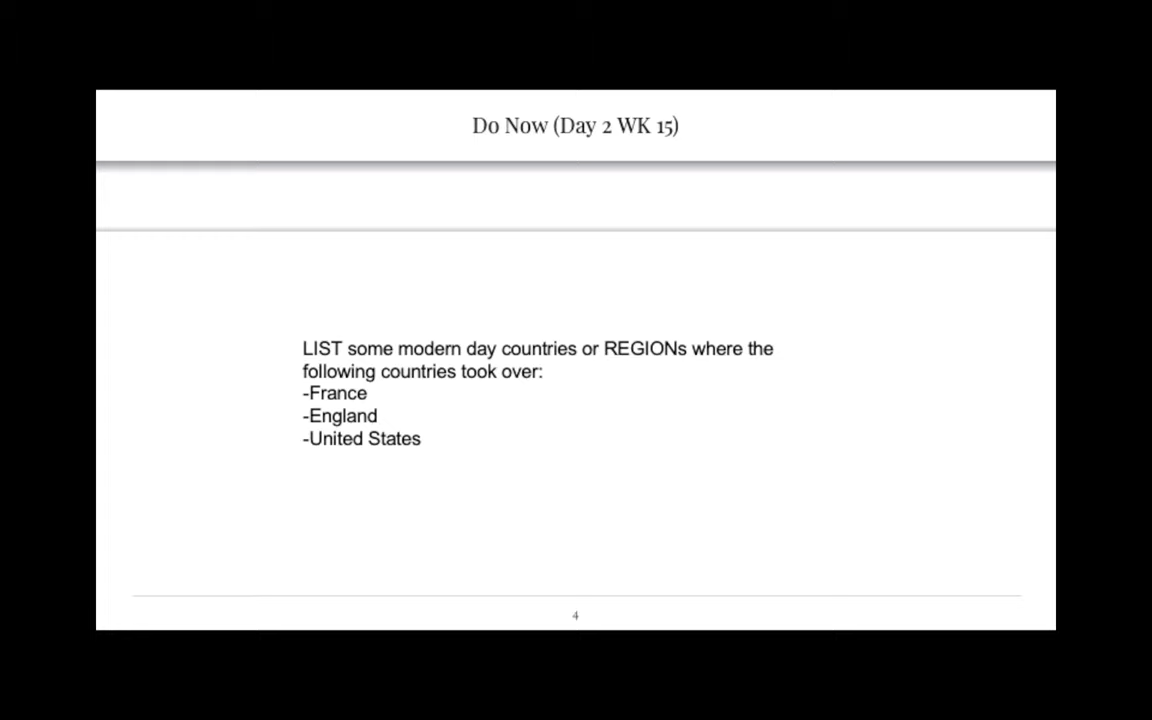 Do Now (Day 2 WK 15)
LIST some modern day countries or REGIONs where the
following countries took over:
-France
-England
-United States
4